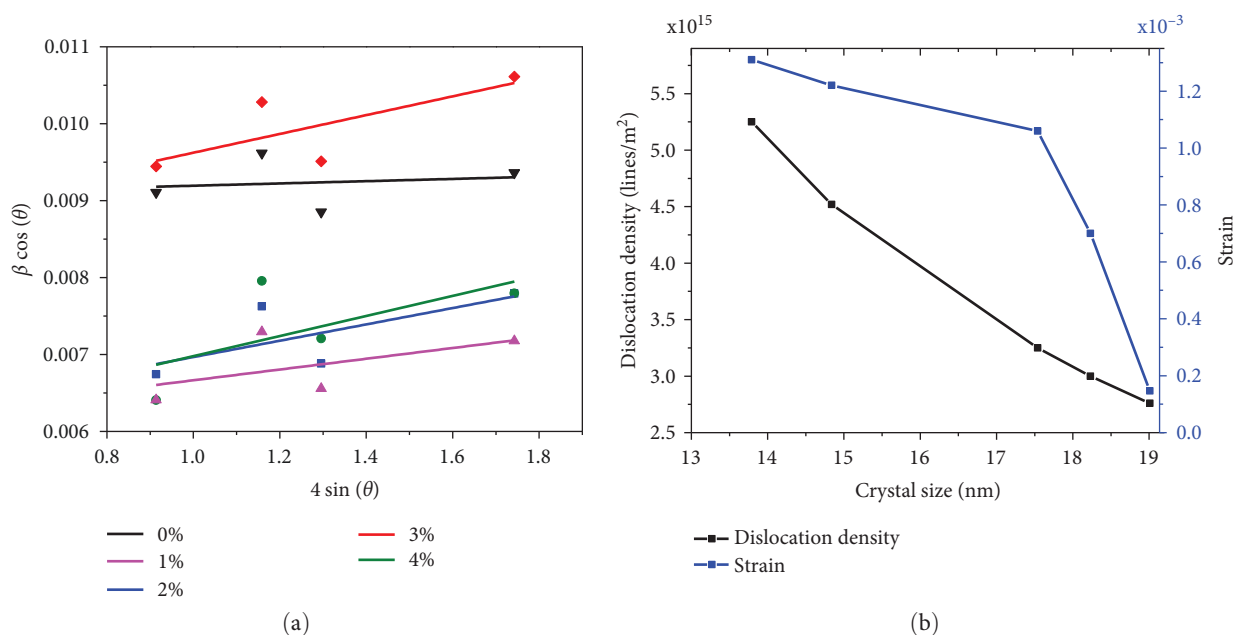 0.011
0.010
0.009
0.008
0.007
0.006
β cos (θ)
0.8 1.0 1.2 1.4 1.6 1.8
4 sin (θ)
0%
1%
2%
3%
4%
(a)
x10¹⁵
x10⁻³
5.5
5.0
4.5
4.0
3.5
3.0
2.5
Dislocation density (lines/m²)
1.2
1.0
0.8
0.6
0.4
0.2
0.0
Strain
13 14 15 16 17 18 19
Crystal size (nm)
Dislocation density
Strain
(b)